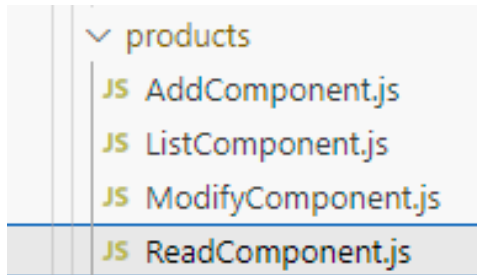 products
JS AddComponent.js
JS ListComponent.js
JS ModifyComponent.js
JS ReadComponent.js